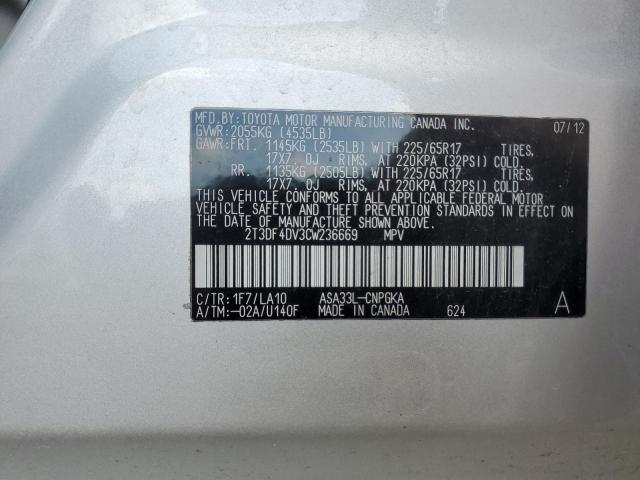 MFD.BY:TOYOTA MOTOR MANUFACTURING CANADA INC. 07/12
GVWR:2055KG (4535LB)
GAWR:FRT. 1145KG (2535LB) WITH 225/65R17 TIRES,
17X7.0J RIMS, AT 220KPA (32PSI) COLD.
RR. 1135KG (2505LB) WITH 225/65R17 TIRES,
17X7.0J RIMS, AT 220KPA (32PSI) COLD.
THIS VEHICLE CONFORMS TO ALL APPLICABLE FEDERAL MOTOR
VEHICLE SAFETY AND THEFT PREVENTION STANDARDS IN EFFECT
ON THE DATE OF MANUFACTURE SHOWN ABOVE.
2T3DF4DV3CW236669 MPV
C/TR:1F7/LA10 ASA33L-CNPGKA
A/TM:-02A/U140F MADE IN CANADA 624 A